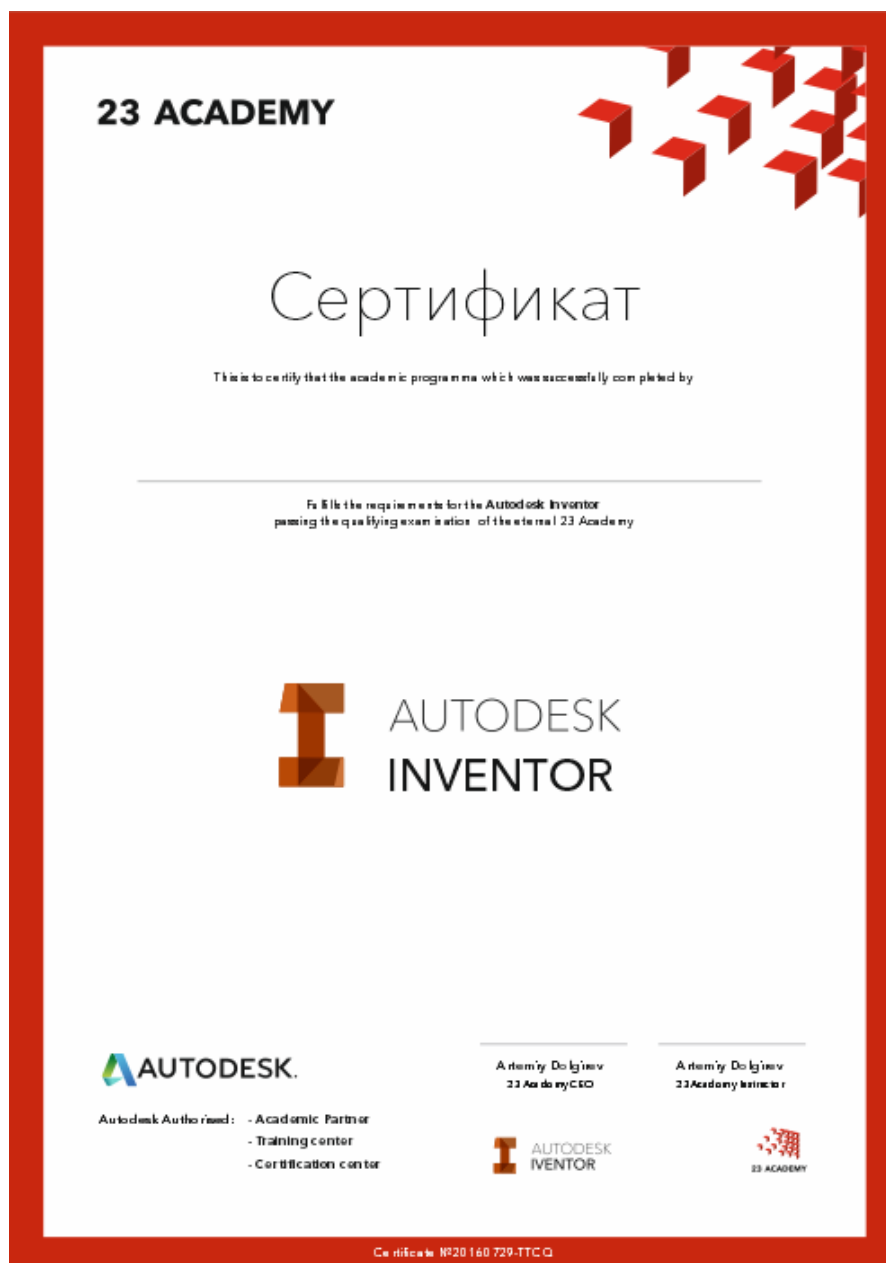 23 ACADEMY
Сертификат
This is to certify that the academic programma which was successfully completed by
Fulfills the requirements for the Autodesk Inventor
passing the qualifying examination of the eternal 23 Academy
AUTODESK
INVENTOR
AUTODESK.
Autodesk Authorised: - Academic Partner
- Training center
- Certification center
Artemiy Dolgirev
23 Academy CEO
Artemiy Dolgirev
23 Academy
AUTODESK
IVENTOR
23 ACADEMY
Certificate №20160729-TTCQ